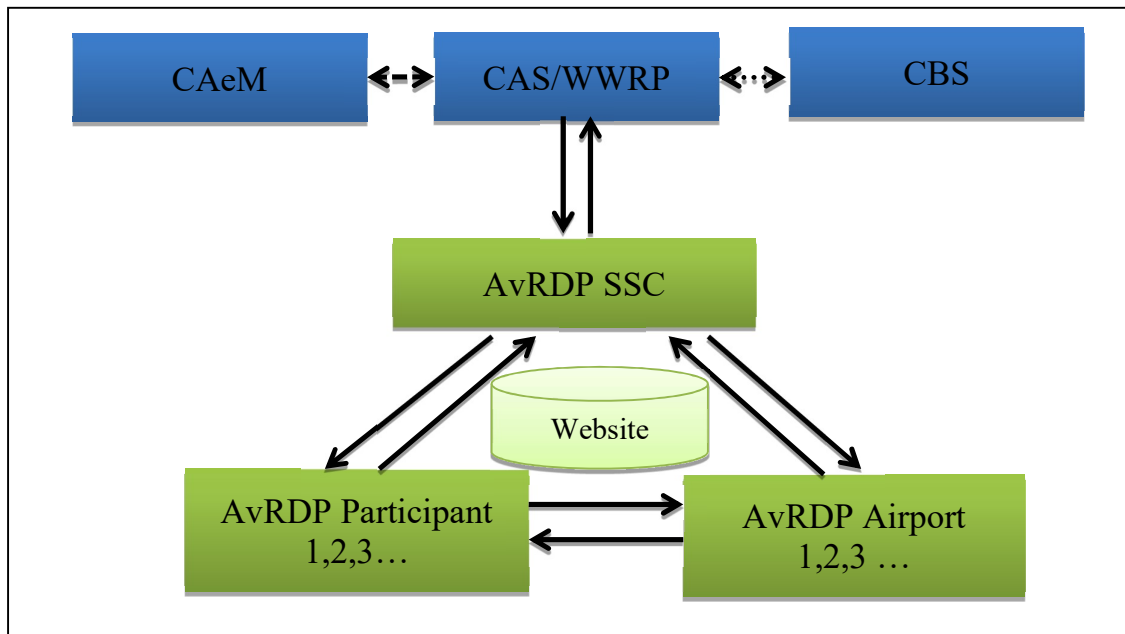 CAeM
CAS/WWRP
CBS
AvRDP SSC
Website
AvRDP Participant
1,2,3…
AvRDP Airport
1,2,3 …